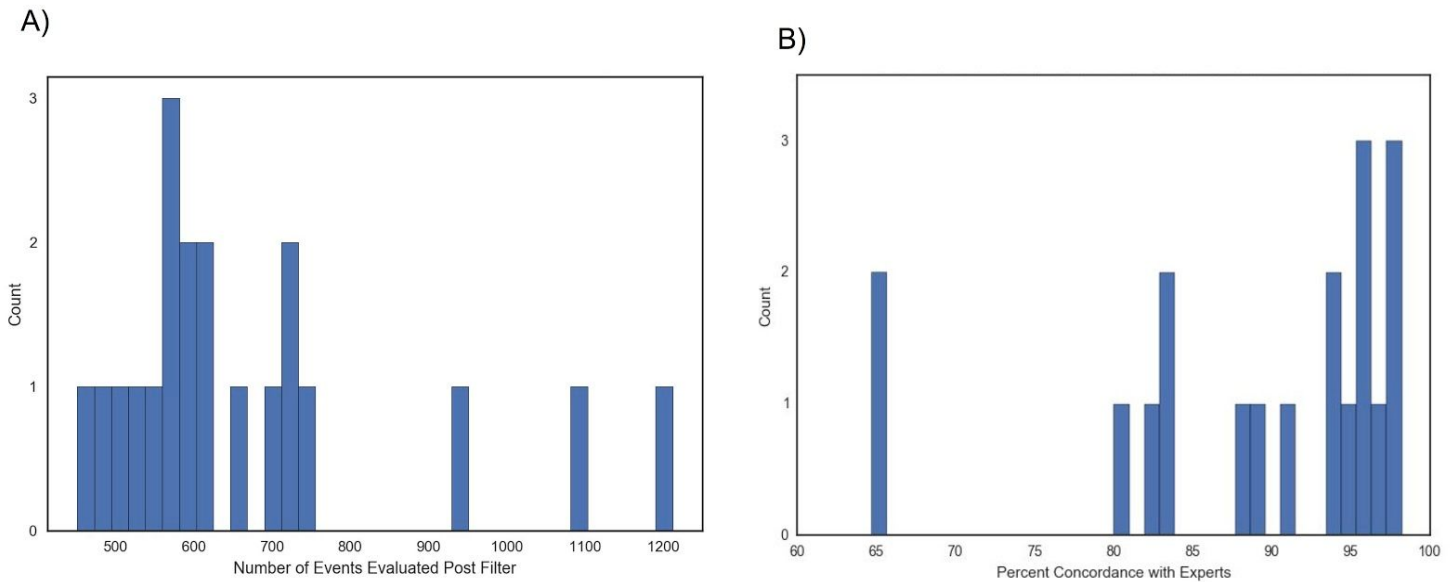 A)
3
2
1
0
Count
500 600 700 800 900 1000 1100 1200
Number of Events Evaluated Post Filter
B)
3
2
1
0
Count
60 65 70 75 80 85 90 95 100
Percent Concordance with Experts